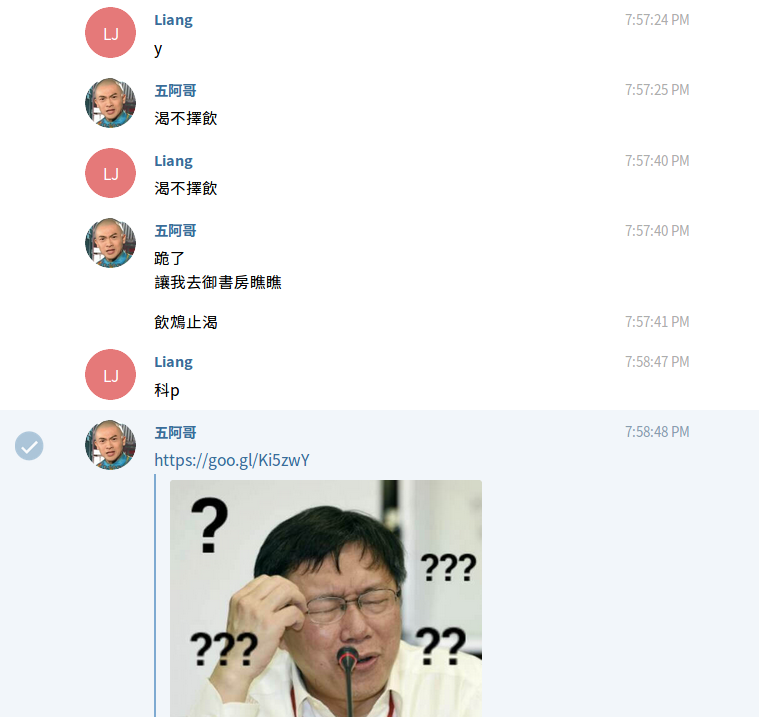 Liang 7:57:24 PM
LJ
y
五阿哥 7:57:25 PM
渴不擇飲
Liang 7:57:40 PM
LJ
渴不擇飲
五阿哥 7:57:40 PM
跪了
讓我去御書房瞧瞧
飲鴆止渴 7:57:41 PM
Liang 7:58:47 PM
LJ
科p
五阿哥 7:58:48 PM
https://goo.gl/Ki5zwY
?
???
???
??